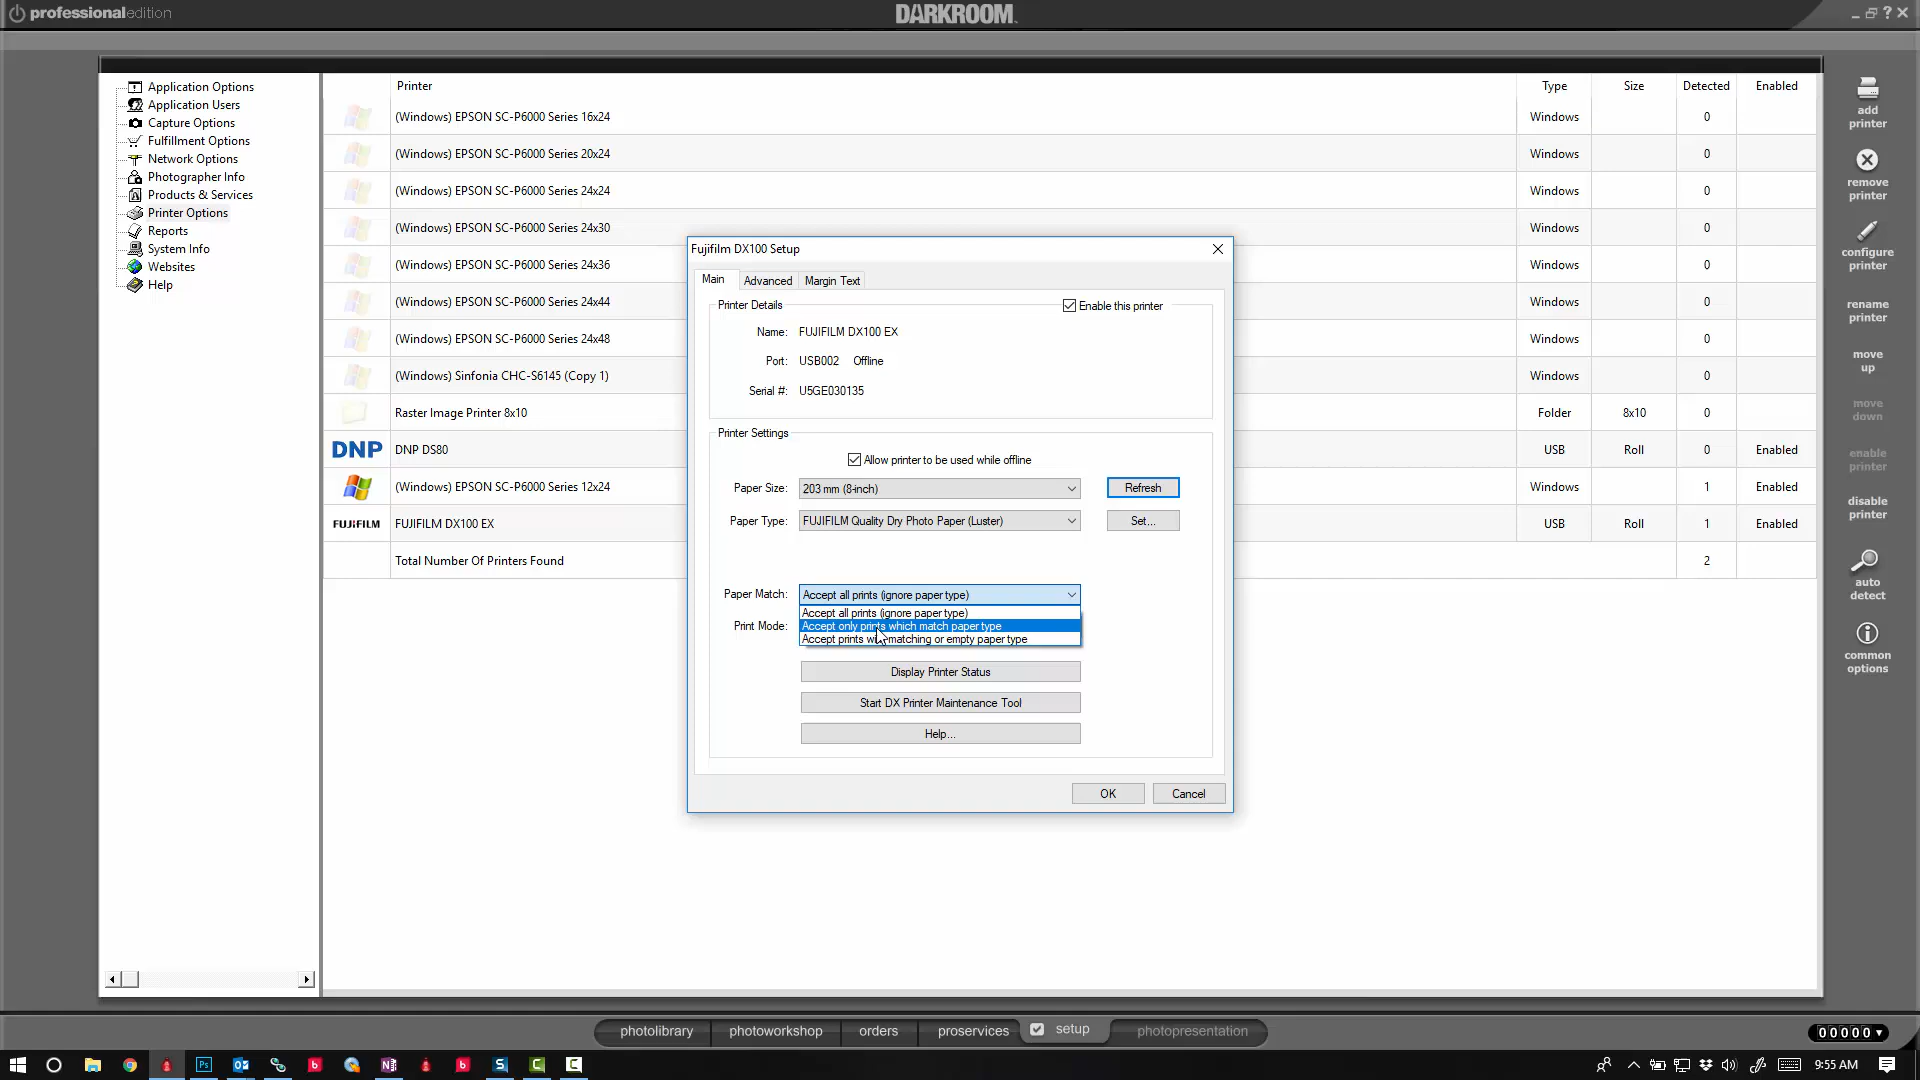 professionaledition
DARKROOM
Application Options
Application Users
Capture Options
Fulfillment Options
Network Options
Photographer Info
Products & Services
Printer Options
Reports
System Info
Websites
Help
Printer Type Size Detected Enabled
(Windows) EPSON SC-P6000 Series 16x24 Windows 0
(Windows) EPSON SC-P6000 Series 20x24 Windows 0
(Windows) EPSON SC-P6000 Series 24x24 Windows 0
(Windows) EPSON SC-P6000 Series 24x30 Windows 0
(Windows) EPSON SC-P6000 Series 24x36 Windows 0
(Windows) EPSON SC-P6000 Series 24x44 Windows 0
(Windows) EPSON SC-P6000 Series 24x48 Windows 0
(Windows) Sinfonia CHC-S6145 (Copy 1) Windows 0
Raster Image Printer 8x10 Folder 8x10 0
DNP DNP DS80 USB Roll 0 Enabled
(Windows) EPSON SC-P6000 Series 12x24 Windows 1 Enabled
FUJIFILM FUJIFILM DX100 EX USB Roll 1 Enabled
Total Number Of Printers Found 2
Fujifilm DX100 Setup
Main Advanced Margin Text
Printer Details Enable this printer
Name: FUJIFILM DX100 EX
Port: USB002 Offline
Serial #: U5GE030135
Printer Settings
Allow printer to be used while offline
Paper Size: 203 mm (8-inch) Refresh
Paper Type: FUJIFILM Quality Dry Photo Paper (Luster) Set...
Paper Match: Accept all prints (ignore paper type)
Accept all prints (ignore paper type)
Print Mode: Accept only prints which match paper type
Accept prints matching or empty paper type
Display Printer Status
Start DX Printer Maintenance Tool
Help...
OK Cancel
add
printer
remove
printer
configure
printer
rename
printer
move
up
move
down
enable
printer
disable
printer
auto
detect
common
options
photolibrary photoworkshop orders proservices setup photopresentation
00000
9:55 AM